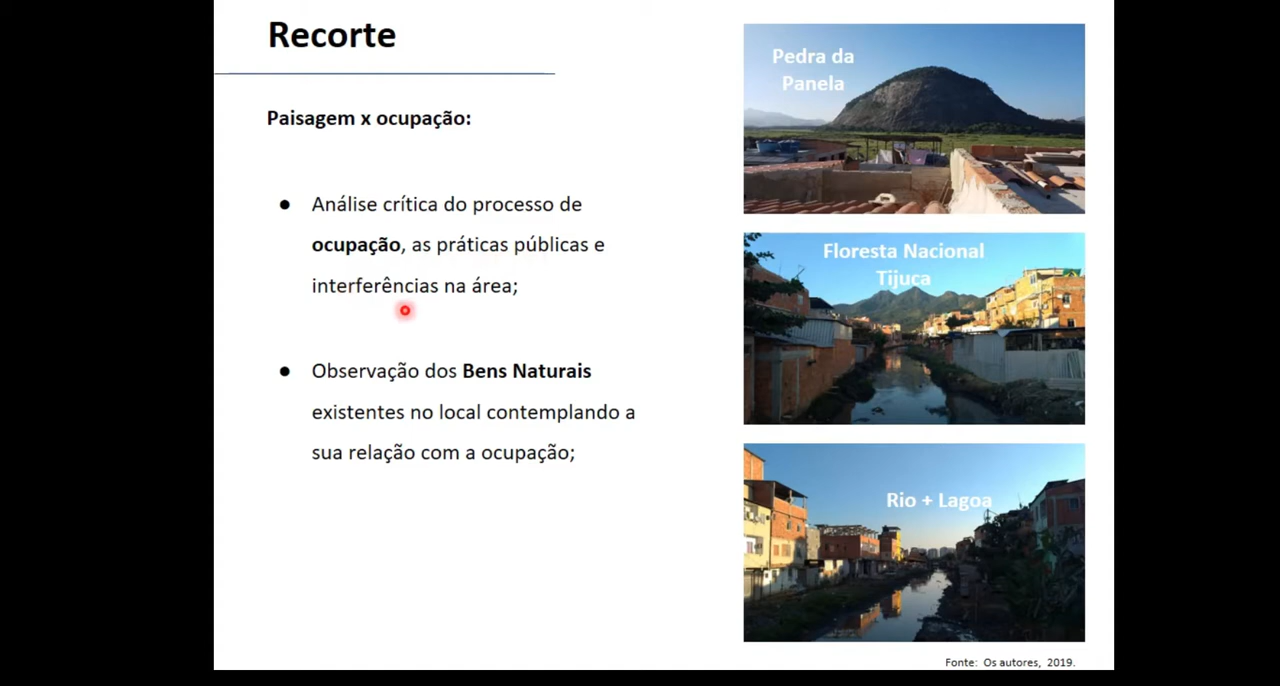 Recorte
Paisagem x ocupação:
● Análise crítica do processo de
ocupação, as práticas públicas e
interferências na área;
● Observação dos Bens Naturais
existentes no local contemplando a
sua relação com a ocupação;
Pedra da
Panela
Floresta Nacional
Tijuca
Rio + Lagoa
Fonte: Os autores, 2019.